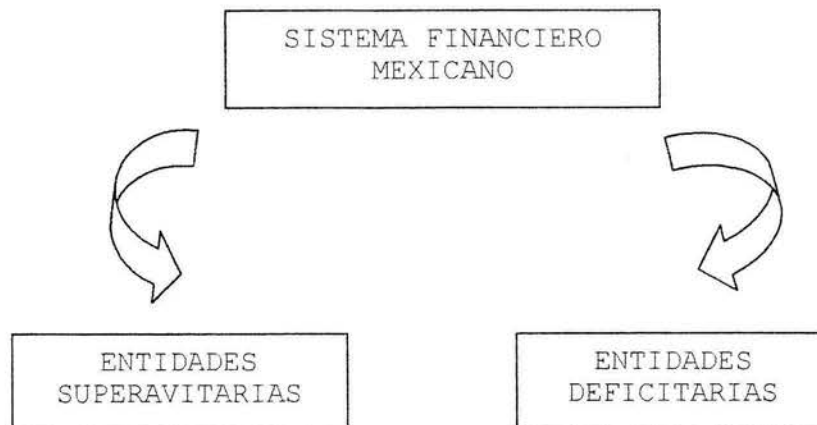 SISTEMA FINANCIERO
MEXICANO
ENTIDADES
SUPERAVITARIAS
ENTIDADES
DEFICITARIAS